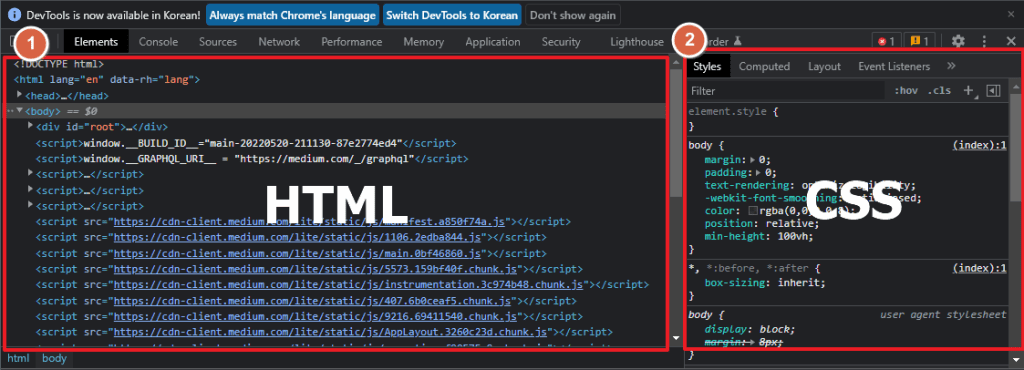 DevTools is now available in Korean! Always match Chrome's language Switch DevTools to Korean Don't show again
1 Elements Console Sources Network Performance Memory Application Security Lighthouse 2 order 1 1
<!DOCTYPE html>
<html lang="en" data-rh="lang">
<head>…</head>
<body> == $0
<div id="root">…</div>
<script>window.__BUILD_ID__="main-20220520-211130-87e2774ed4"</script>
<script>window.__GRAPHQL_URI__ = "https://medium.com/_/graphql"</script>
<script>…</script>
<script>…</script>
<script>…</script>
<script src="https://cdn-client.medium.com/lite/static/js/manifest.a850f74a.js"></script>
<script src="https://cdn-client.medium.com/lite/static/js/1106.2edba844.js"></script>
<script src="https://cdn-client.medium.com/lite/static/js/main.0bf46860.js"></script>
<script src="https://cdn-client.medium.com/lite/static/js/5573.159bf40f.chunk.js"></script>
<script src="https://cdn-client.medium.com/lite/static/js/instrumentation.3c974b48.chunk.js"></script>
<script src="https://cdn-client.medium.com/lite/static/js/407.6b0ceaf5.chunk.js"></script>
<script src="https://cdn-client.medium.com/lite/static/js/9216.69411540.chunk.js"></script>
<script src="https://cdn-client.medium.com/lite/static/js/AppLayout.3260c23d.chunk.js"></script>
HTML
html body
Styles Computed Layout Event Listeners »
Filter :hov .cls
element.style {
}
body { (index):1
margin: 0;
padding: 0;
text-rendering:
-webkit-font-smoothing:
color: rgba(0,0,
position: relative;
min-height: 100vh;
}
*, *:before, *:after { (index):1
box-sizing: inherit;
}
body { user agent stylesheet
display: block;
margin: 8px;
}
CSS